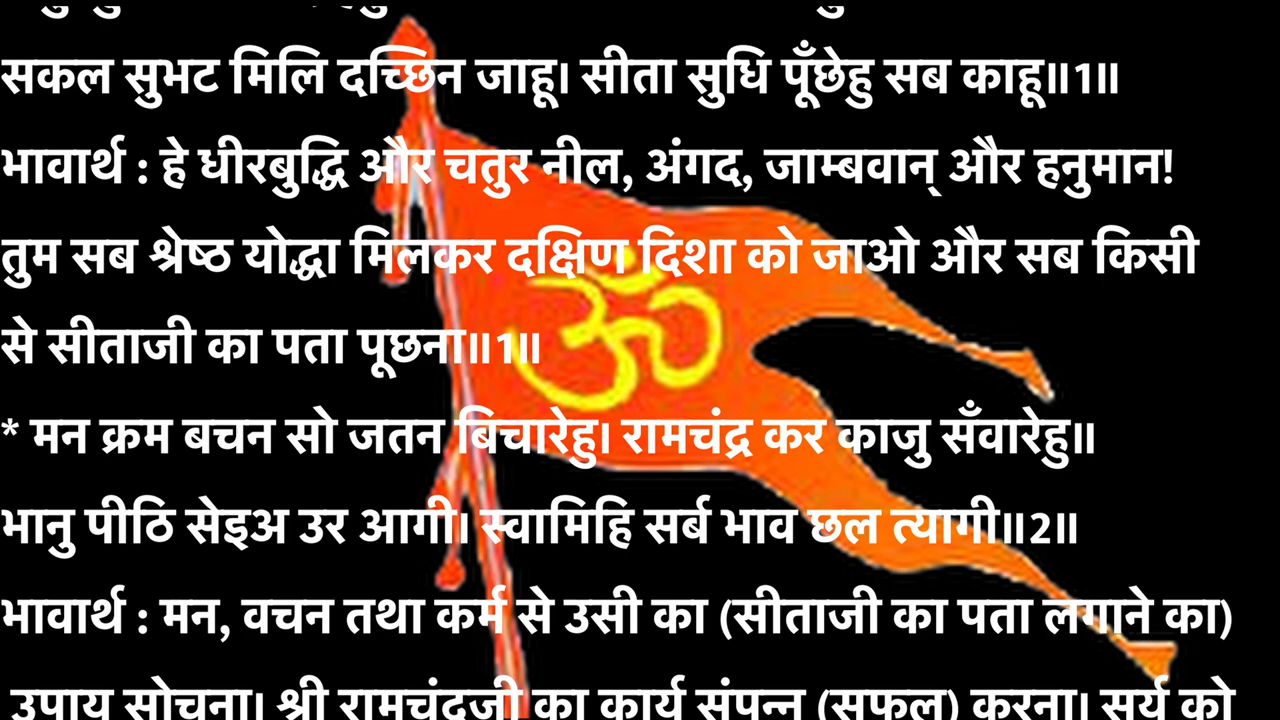 सकल सुभट मिलि दच्छिन जाहू। सीता सुधि पूँछेहु सब काहू॥1॥
भावार्थ : हे धीरबुद्धि और चतुर नील, अंगद, जाम्बवान् और हनुमान!
तुम सब श्रेष्ठ योद्धा मिलकर दक्षिण दिशा को जाओ और सब किसी
से सीताजी का पता पूछना॥1॥
* मन क्रम बचन सो जतन बिचारेहु। रामचंद्र कर काजु सँवारेहु॥
भानु पीठि सेइअ उर आगी। स्वामिहि सर्ब भाव छल त्यागी॥2॥
भावार्थ : मन, वचन तथा कर्म से उसी का (सीताजी का पता लगाने का)
उपाय सोचना। श्री रामचंद्रजी का कार्य संपन्न (सफल) करना। सूर्य को